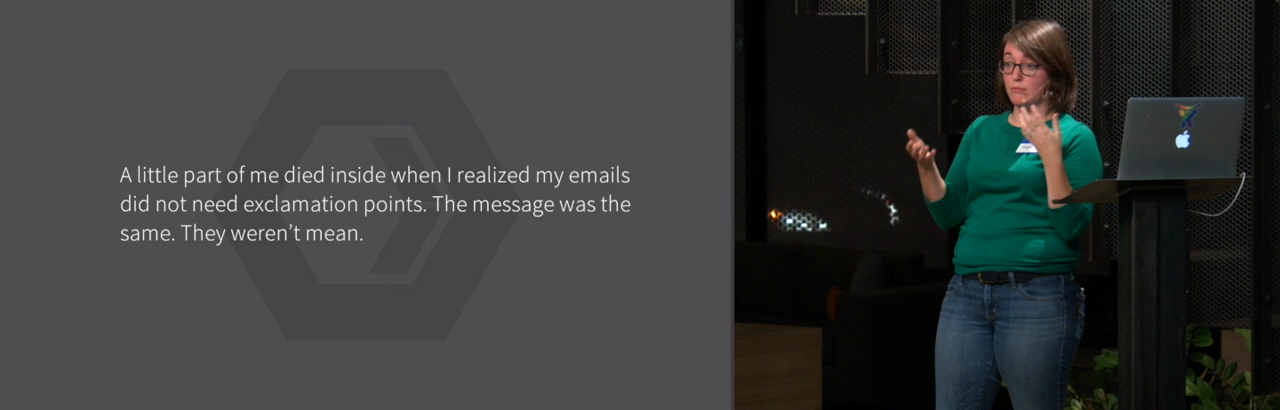 A little part of me died inside when I realized my emails
did not need exclamation points. The message was the
same. They weren’t mean.